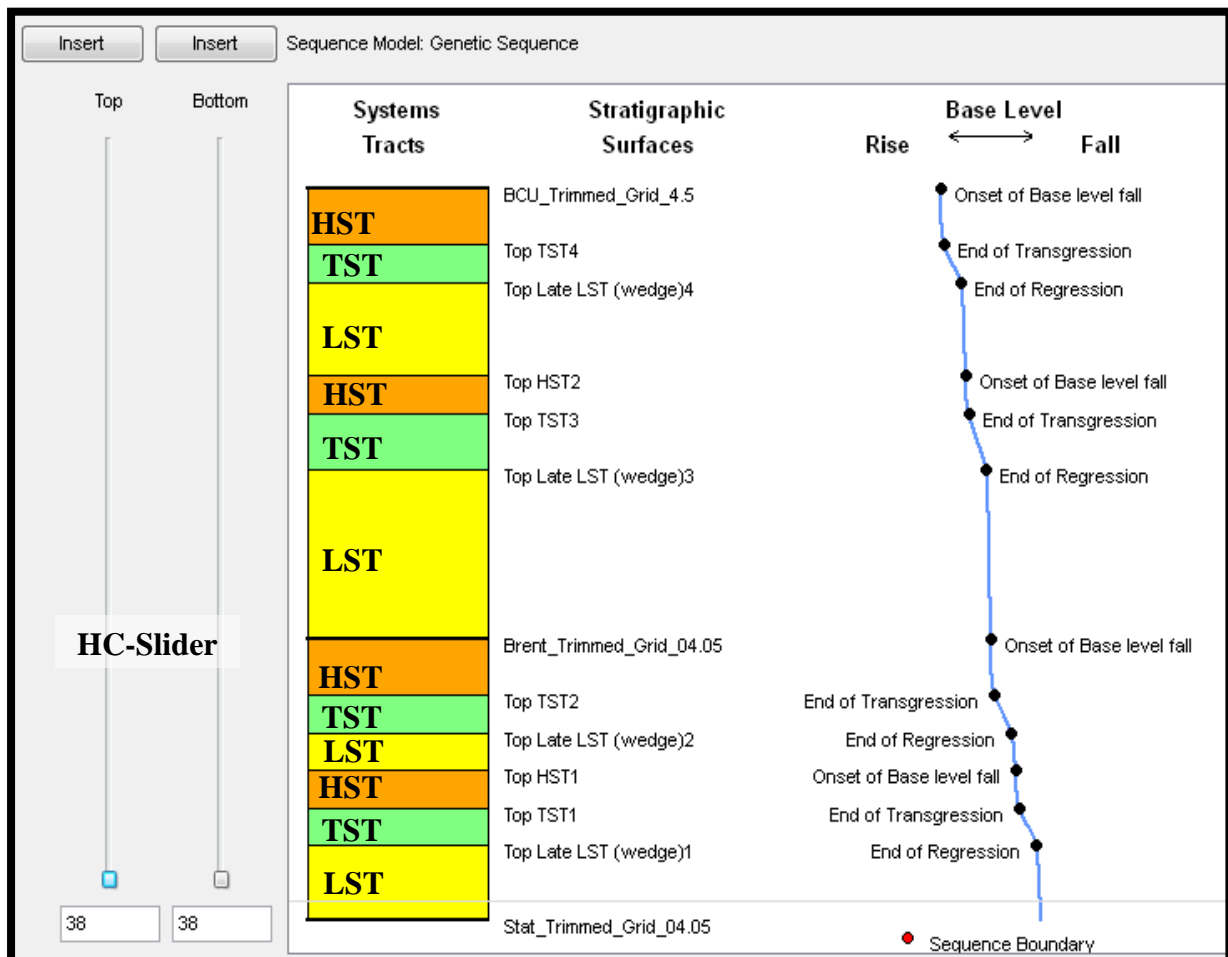 Insert Insert Sequence Model: Genetic Sequence
Top Bottom
Systems Tracts
Stratigraphic Surfaces
Base Level
Rise Fall
BCU_Trimmed_Grid_4.5 Onset of Base level fall
HST
Top TST4 End of Transgression
TST
Top Late LST (wedge)4 End of Regression
LST
Top HST2 Onset of Base level fall
HST
Top TST3 End of Transgression
TST
Top Late LST (wedge)3 End of Regression
LST
HC-Slider
Brent_Trimmed_Grid_04.05 Onset of Base level fall
HST
Top TST2 End of Transgression
TST
Top Late LST (wedge)2 End of Regression
LST
Top HST1 Onset of Base level fall
HST
Top TST1 End of Transgression
TST
Top Late LST (wedge)1 End of Regression
LST
38 38 Stat_Trimmed_Grid_04.05
Sequence Boundary